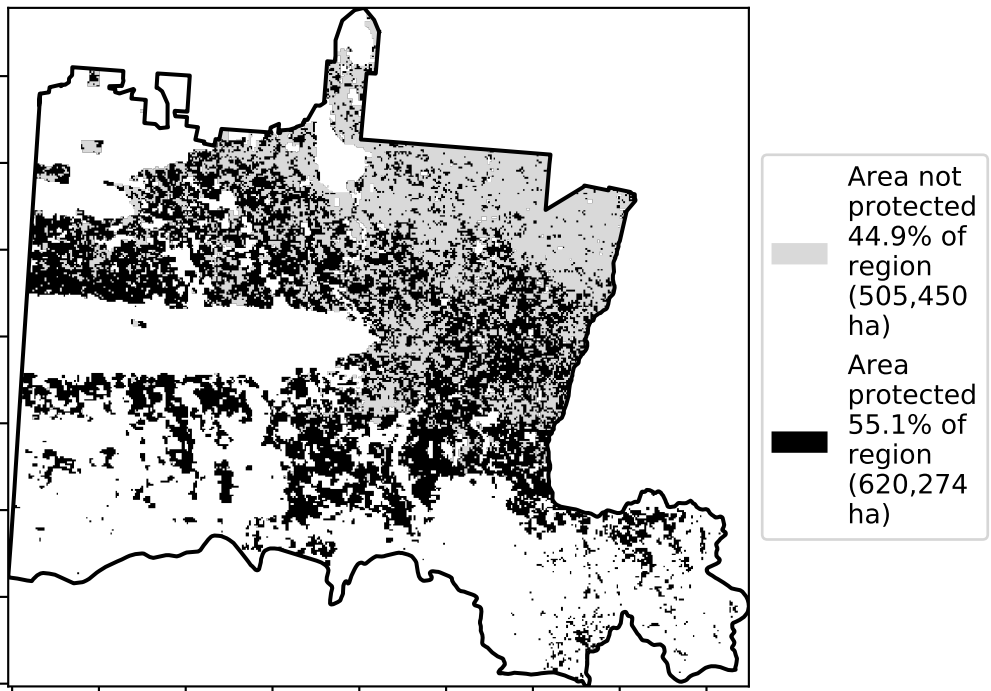 Area not
protected
44.9% of
region
(505,450
ha)
Area
protected
55.1% of
region
(620,274
ha)